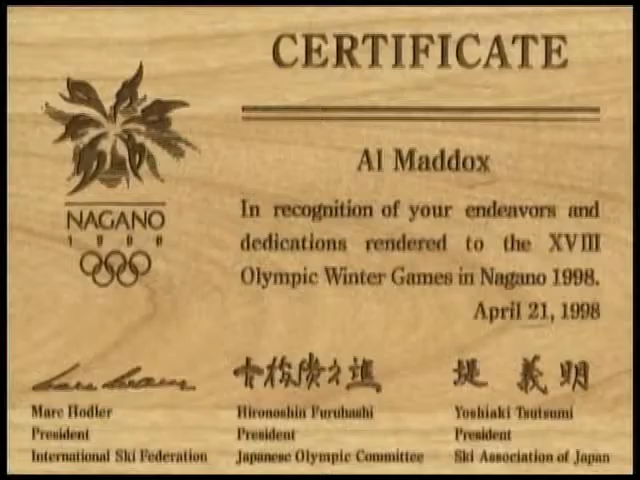 CERTIFICATE
Al Maddox
In recognition of your endeavors and
dedications rendered to the XVIII
Olympic Winter Games in Nagano 1998.
April 21, 1998
NAGANO
1998
堤 義明
Marc Hodler
President
International Ski Federation
Hironoshin Furuhashi
President
Japanese Olympic Committee
Yoshiaki Tsutsumi
President
Ski Association of Japan